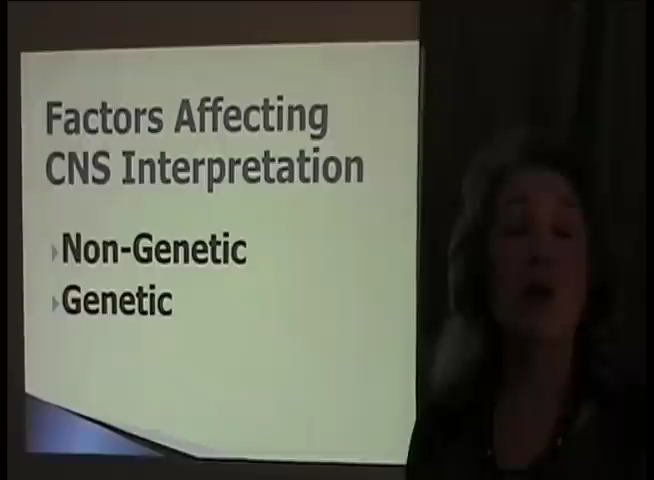 Factors Affecting
CNS Interpretation
Non-Genetic
Genetic